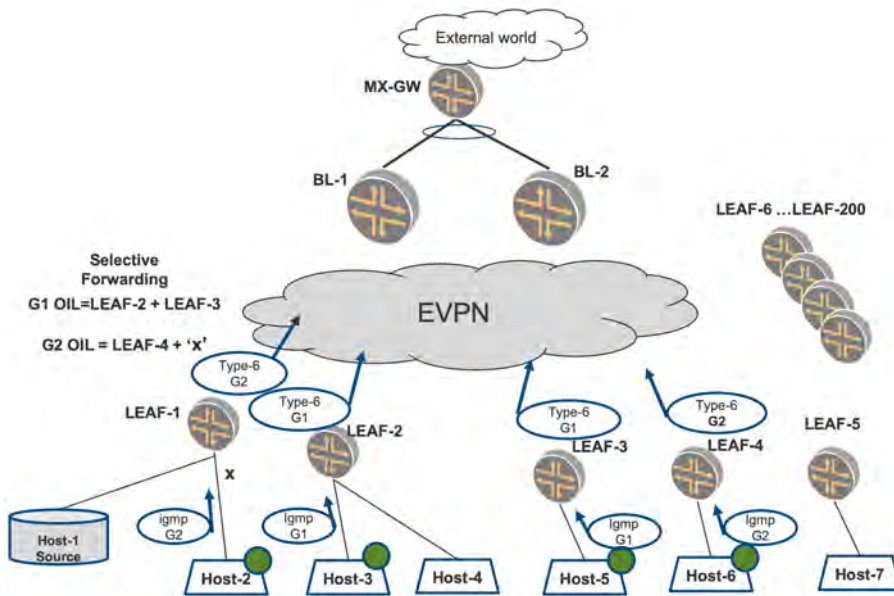 External world
MX-GW
BL-1
BL-2
LEAF-6 ...LEAF-200
Selective
Forwarding
G1 OIL=LEAF-2 + LEAF-3
G2 OIL = LEAF-4 + ‘x’
EVPN
Type-6
G2
Type-6
G1
Type-6
G1
Type-6
G2
LEAF-1
LEAF-2
LEAF-3
LEAF-4
LEAF-5
x
igmp
G2
Igmp
G1
Igmp
G1
Igmp
G2
Host-1
Source
Host-2
Host-3
Host-4
Host-5
Host-6
Host-7